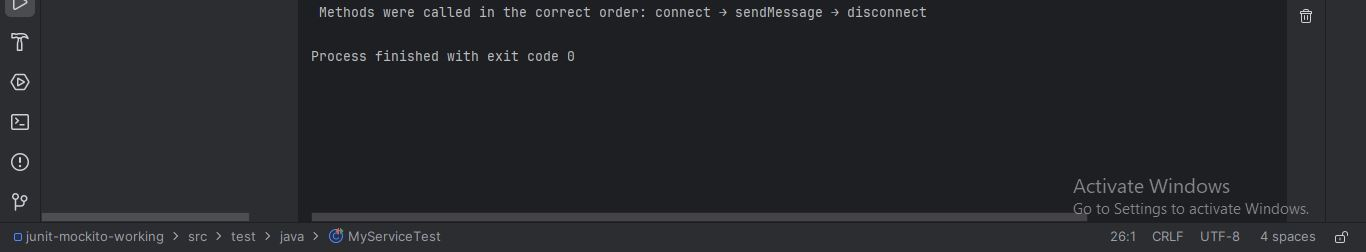 Methods were called in the correct order: connect → sendMessage → disconnect
Process finished with exit code 0
Activate Windows
Go to Settings to activate Windows.
junit-mockito-working > src > test > java > MyServiceTest 26:1 CRLF UTF-8 4 spaces